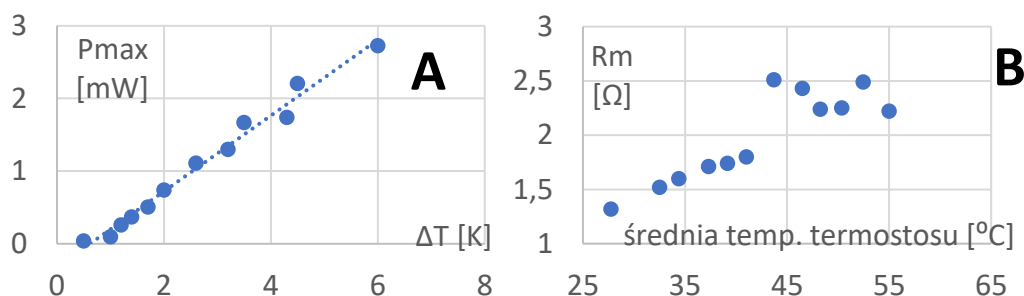 3
2
1
0
Pmax
[mW]
A
ΔT [K]
0 2 4 6 8
3
2,5
2
1,5
1
Rm
[Ω]
B
średnia temp. termostosu [⁰C]
25 35 45 55 65